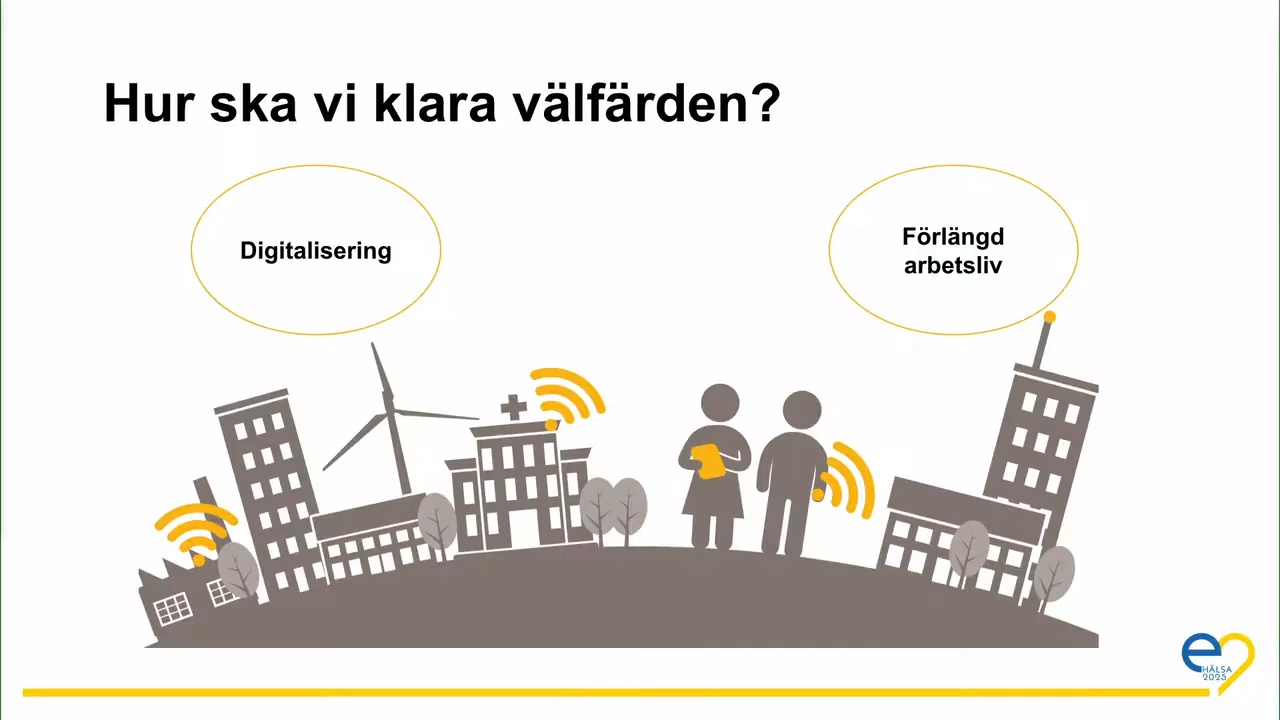 Hur ska vi klara välfärden?
Digitalisering
Förlängd
arbetsliv
e
HÄLSA
2025